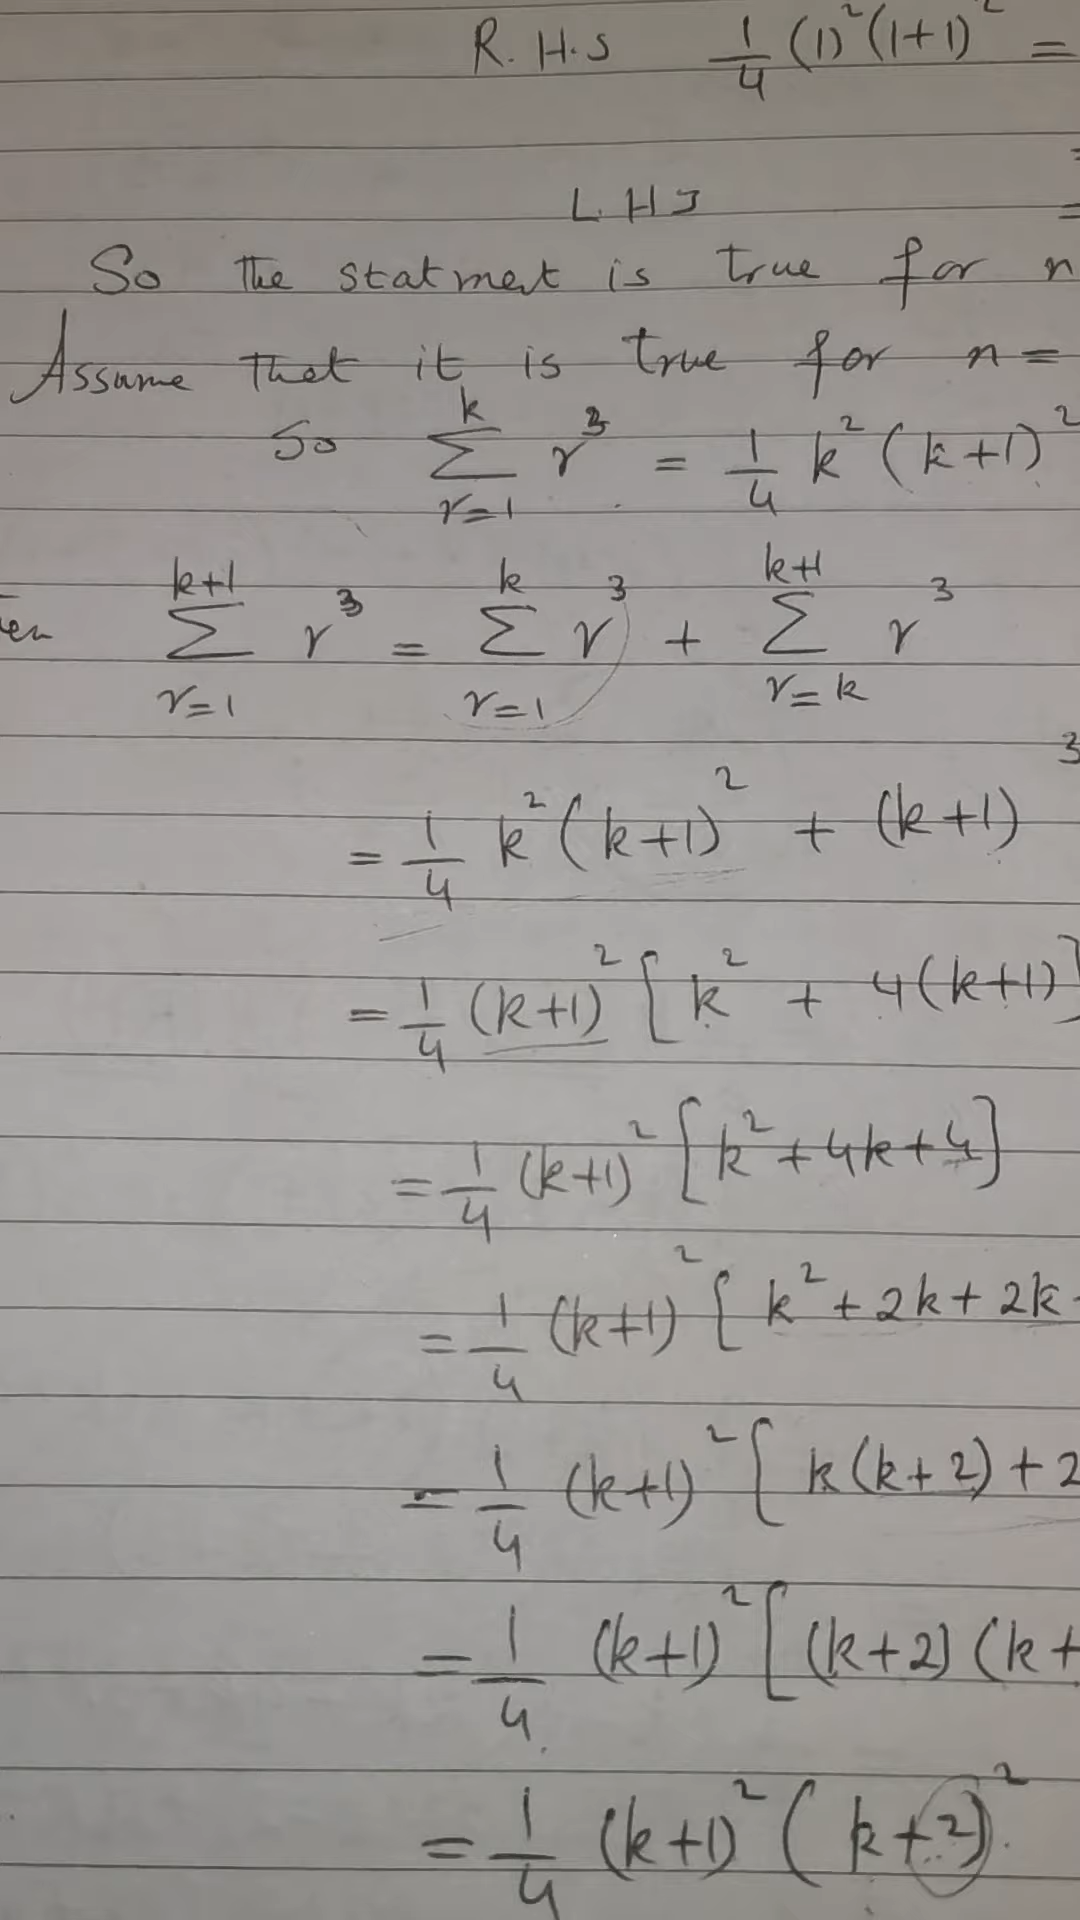 R.H.S 1/4 (1)² (1+1)² =
=
L.HS =
So the statment is true for n
Assume that it is true for n =
So ∑_{r=1}^{k} r³ = 1/4 k² (k+1)²
en ∑_{r=1}^{k+1} r³ = ∑_{r=1}^{k} r³ + ∑_{r=k}^{k+1} r³
= 1/4 k² (k+1)² + (k+1)³
= 1/4 (k+1)² [k² + 4(k+1)]
= 1/4 (k+1)² [k² + 4k + 4]
= 1/4 (k+1)² [k² + 2k + 2k
= 1/4 (k+1)² [k(k+2) + 2
= 1/4 (k+1)² [(k+2) (k+
= 1/4 (k+1)² (k+2)²